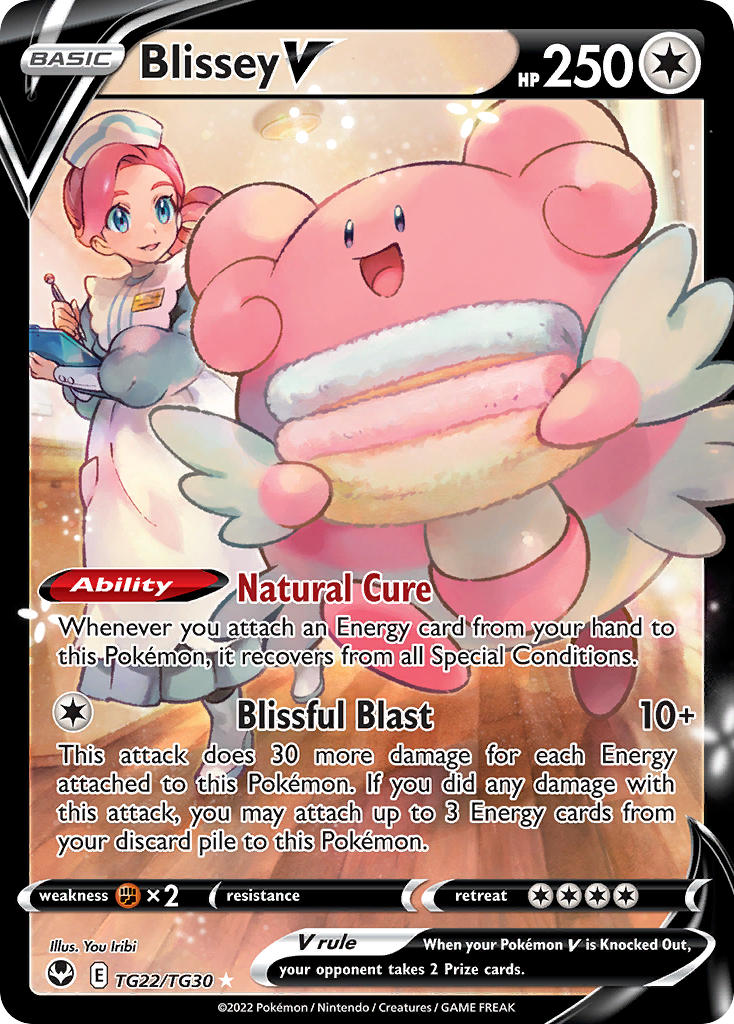 BASIC Blissey V HP 250
Ability Natural Cure
Whenever you attach an Energy card from your hand to
this Pokémon, it recovers from all Special Conditions.
Blissful Blast 10+
This attack does 30 more damage for each Energy
attached to this Pokémon. If you did any damage with
this attack, you may attach up to 3 Energy cards from
your discard pile to this Pokémon.
weakness ×2 resistance retreat
Illus. You Iribi
V rule When your Pokémon V is Knocked Out,
your opponent takes 2 Prize cards.
E TG22/TG30
©2022 Pokémon / Nintendo / Creatures / GAME FREAK